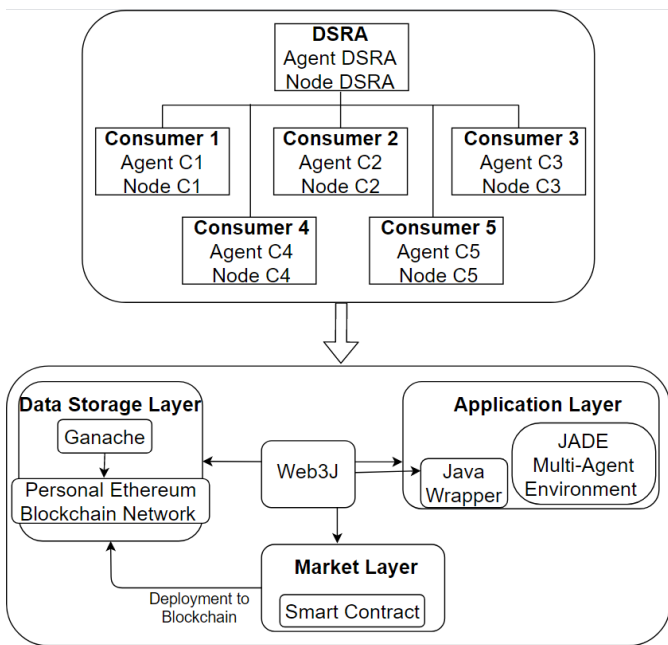 DSRA
Agent DSRA
Node DSRA
Consumer 1
Agent C1
Node C1
Consumer 2
Agent C2
Node C2
Consumer 3
Agent C3
Node C3
Consumer 4
Agent C4
Node C4
Consumer 5
Agent C5
Node C5
Data Storage Layer
Ganache
Personal Ethereum
Blockchain Network
Web3J
Application Layer
Java
Wrapper
JADE
Multi-Agent
Environment
Market Layer
Smart Contract
Deployment to
Blockchain